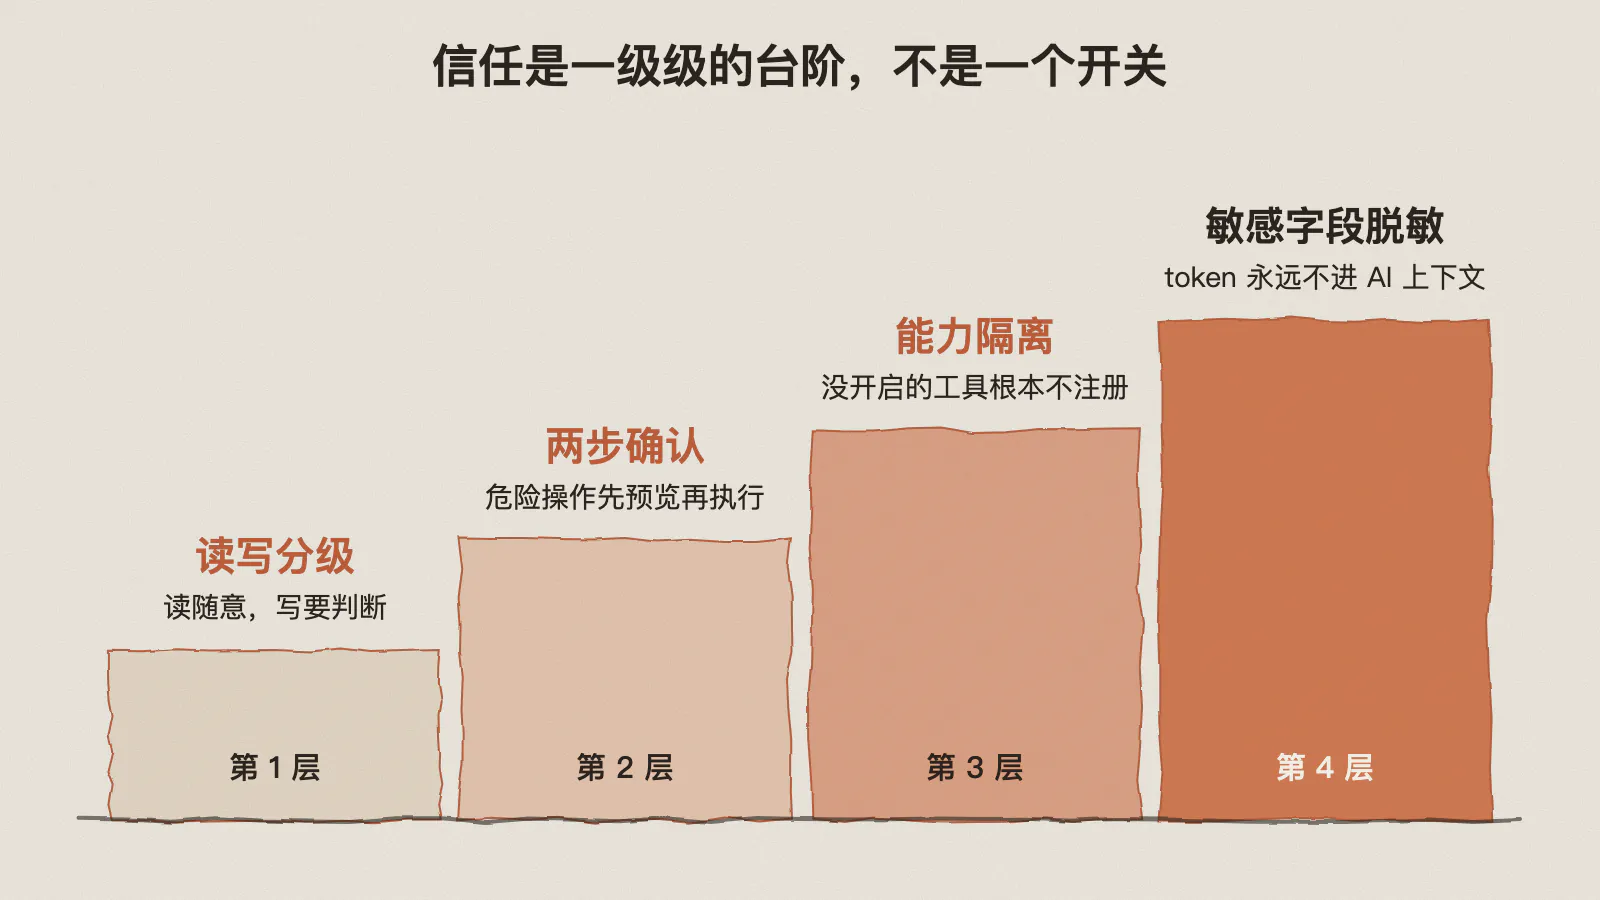 信任是一级级的台阶，不是一个开关
敏感字段脱敏
token 永远不进 AI 上下文
能力隔离
没开启的工具根本不注册
两步确认
危险操作先预览再执行
读写分级
读随意，写要判断
第 1 层
第 2 层
第 3 层
第 4 层